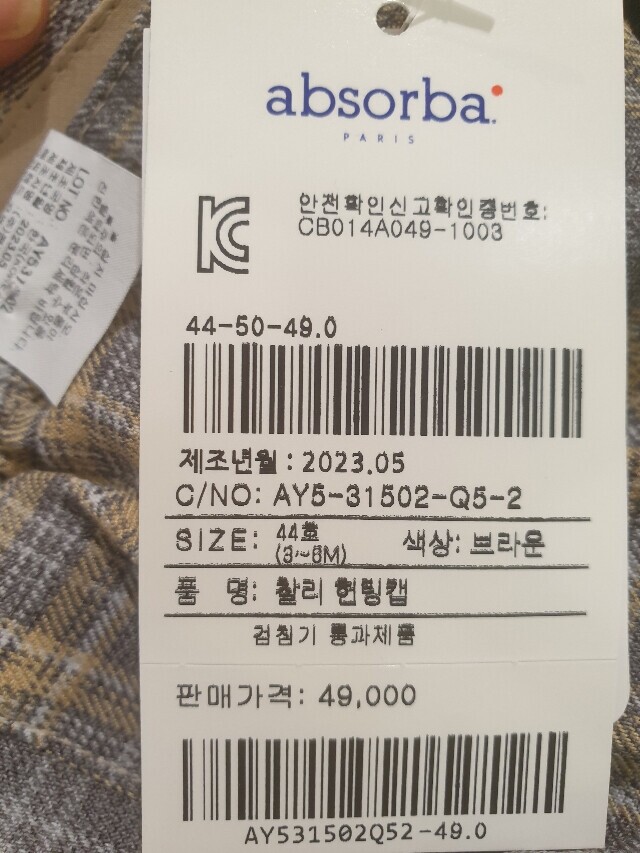 absorba.
PARIS
안전확인신고확인증번호:
CB014A049-1003
44-50-49.0
제조년월 : 2023.05
C/NO: AY5-31502-Q5-2
SIZE: 44호 (3~6M) 색상: 브라운
품 명: 찰리 헌팅캡
검침기 통과제품
판매가격: 49,000
AY531502Q52-49.0
LOT NO